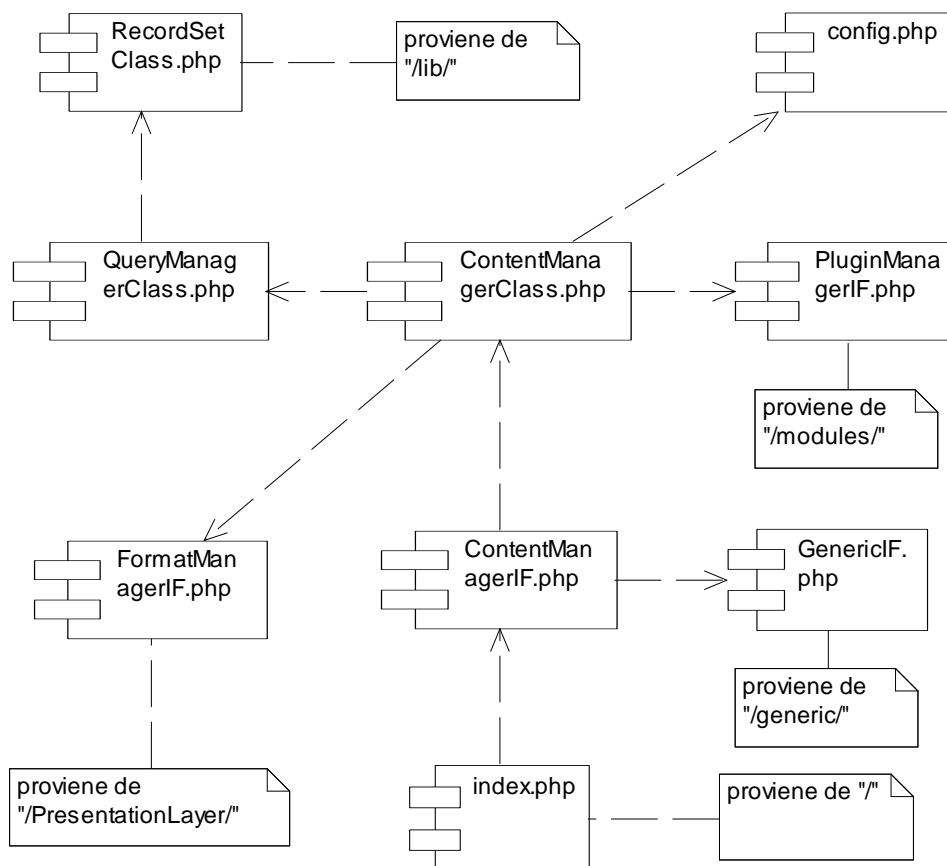 RecordSet
Class.php
proviene de
"/lib/"
config.php
QueryManag
erClass.php
ContentMana
gerClass.php
PluginMana
gerIF.php
proviene de
"/modules/"
FormatMan
agerIF.php
ContentMan
agerIF.php
GenericIF.
php
proviene de
"/generic/"
proviene de
"/PresentationLayer/"
index.php
proviene de "/"